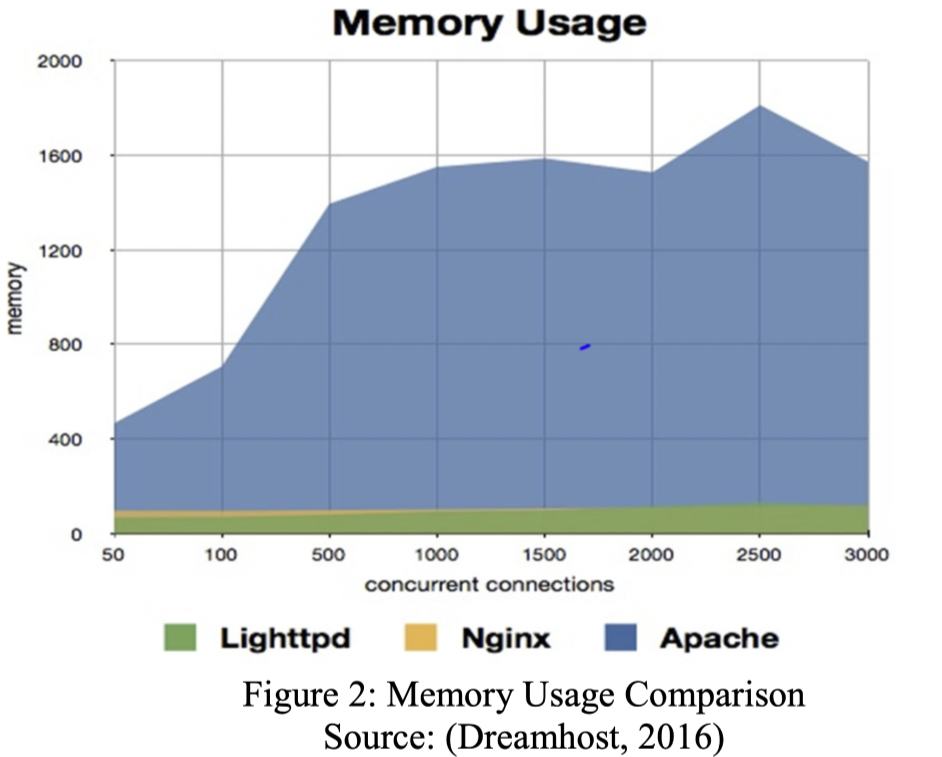 Memory Usage
2000
1600
1200
800
400
0
memory
50 100 500 1000 1500 2000 2500 3000
concurrent connections
Lighttpd Nginx Apache
Figure 2: Memory Usage Comparison
Source: (Dreamhost, 2016)